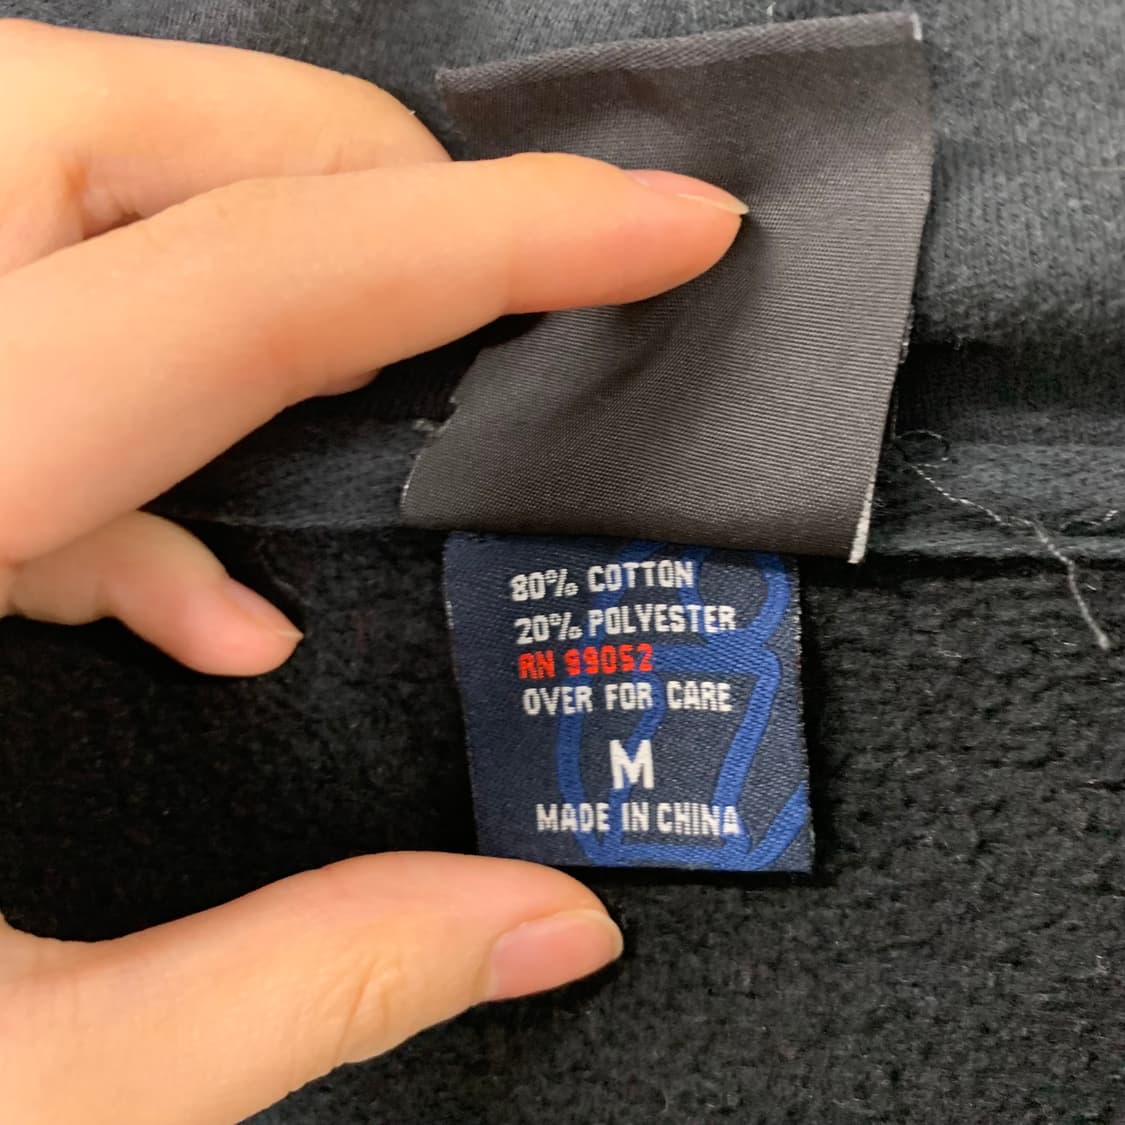 80% COTTON
20% POLYESTER
RN 99052
OVER FOR CARE
M
MADE IN CHINA